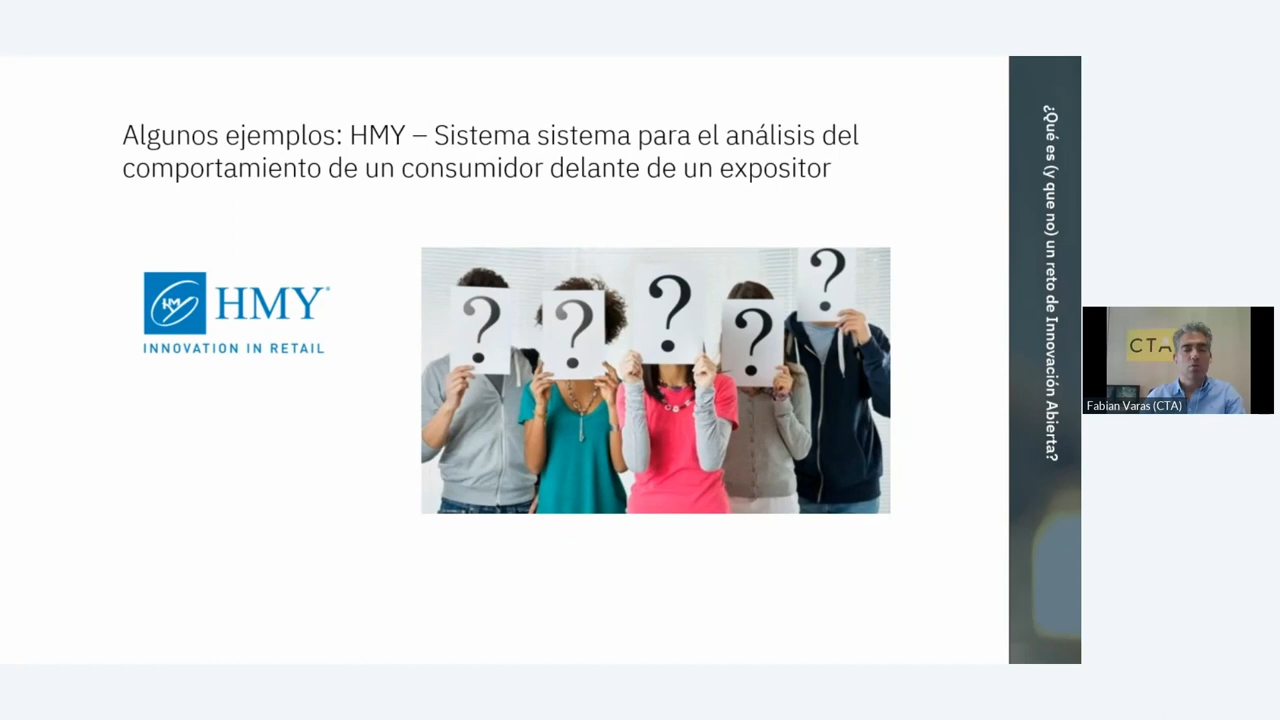 Algunos ejemplos: HMY – Sistema sistema para el análisis del
comportamiento de un consumidor delante de un expositor
HMY
HMY®
INNOVATION IN RETAIL
?
?
?
?
?
¿Qué es (y que no) un reto de Innovación Abierta?
CTA
Fabian Varas (CTA)